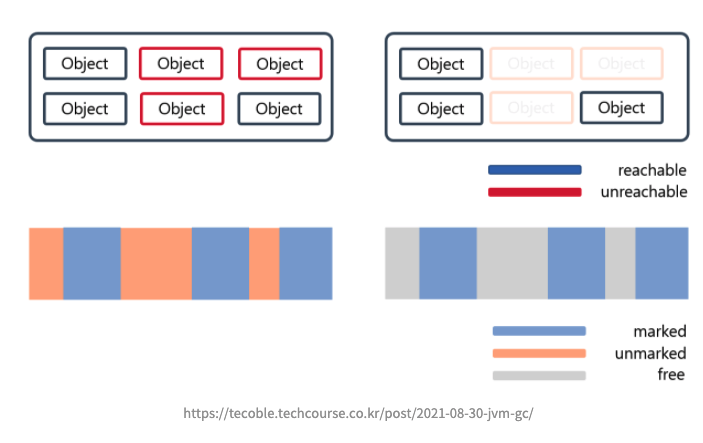 Object Object Object
Object Object Object
Object Object Object
Object Object Object
reachable
unreachable
marked
unmarked
free
https://tecoble.techcourse.co.kr/post/2021-08-30-jvm-gc/